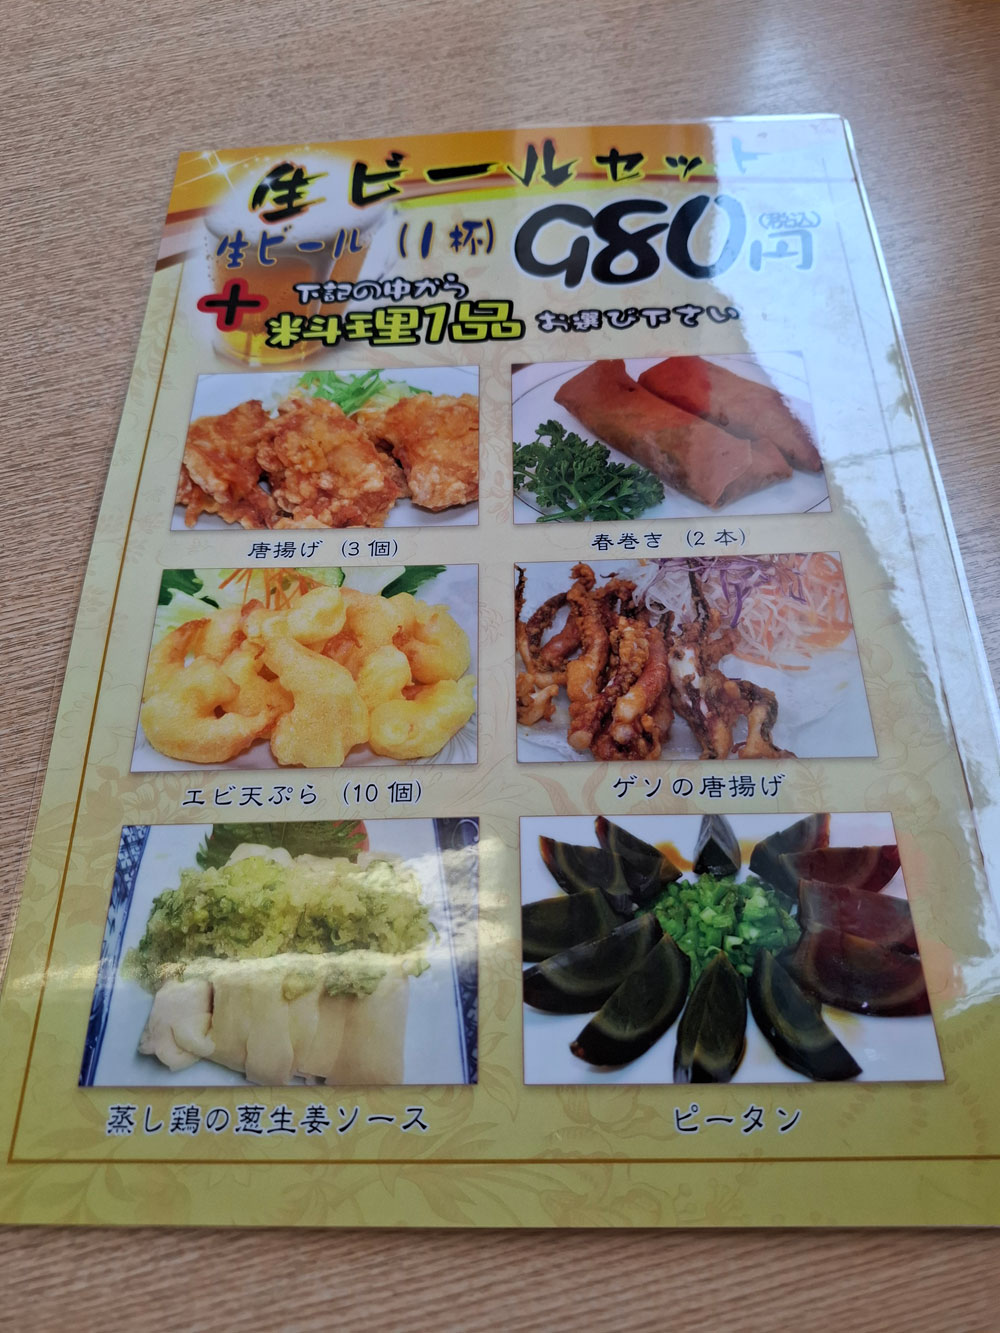 生ビールセット
生ビール（1杯）980円（税込）
＋下記の中から
料理1品お選び下さい
唐揚げ（3個）
春巻き（2本）
エビ天ぷら（10個）
ゲソの唐揚げ
蒸し鶏の葱生姜ソース
ピータン